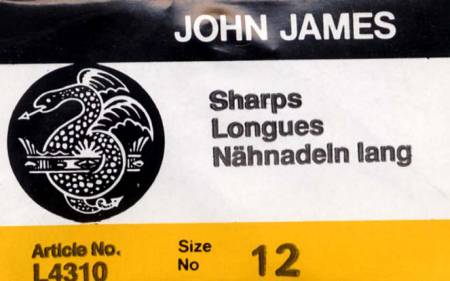 JOHN JAMES
Sharps
Longues
Nähnadeln lang
Article No.
L4310
Size
No
12